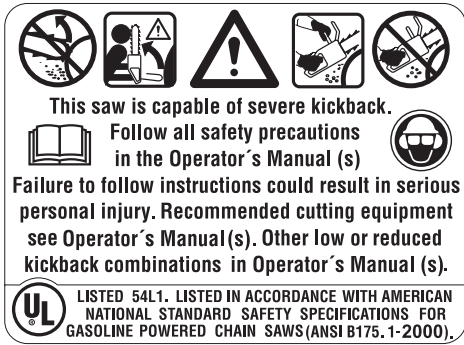 This saw is capable of severe kickback.
Follow all safety precautions
in the Operator´s Manual (s)
Failure to follow instructions could result in serious
personal injury. Recommended cutting equipment
see Operator´s Manual(s). Other low or reduced
kickback combinations in Operator´s Manual (s).
UL
LISTED 54L1. LISTED IN ACCORDANCE WITH AMERICAN
NATIONAL STANDARD SAFETY SPECIFICATIONS FOR
GASOLINE POWERED CHAIN SAWS (ANSI B175.1-2000).